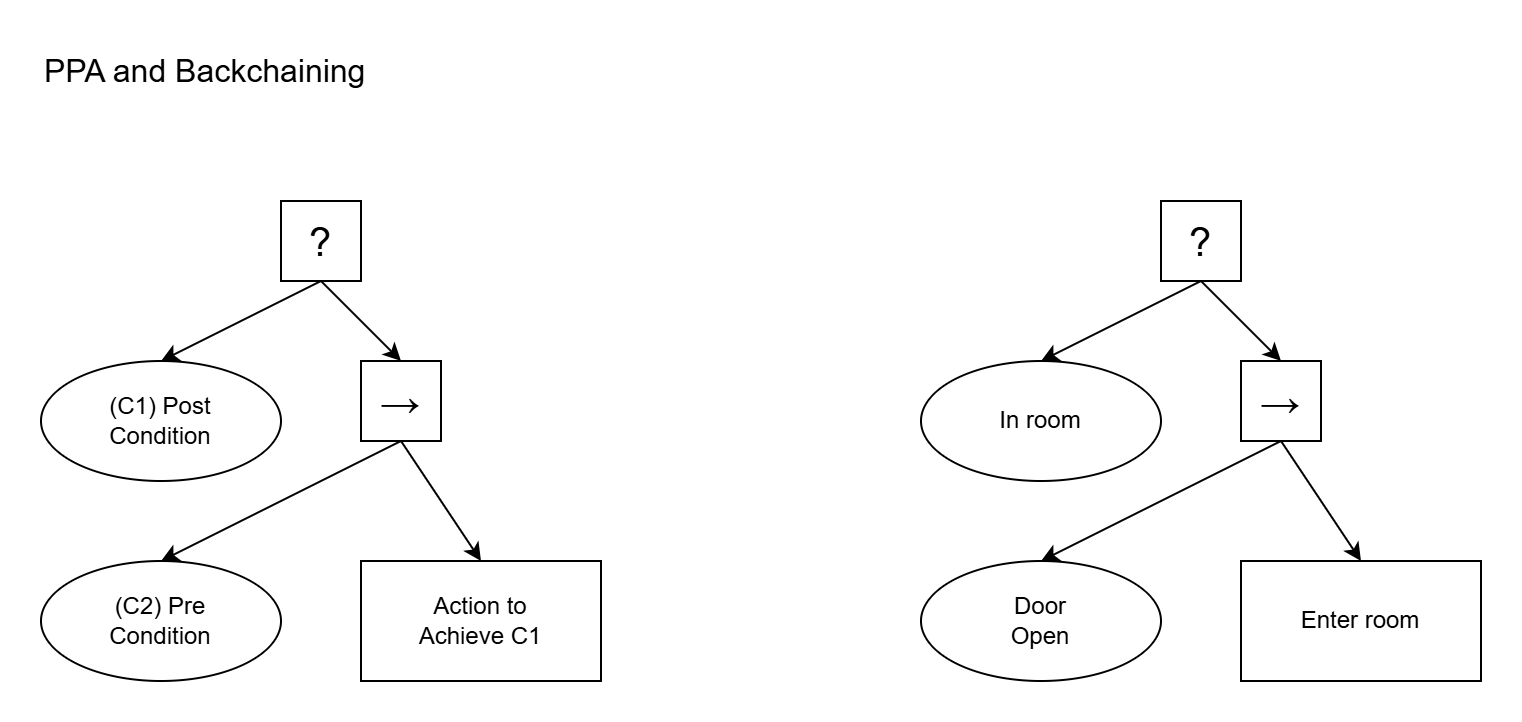 PPA and Backchaining
?
(C1) Post
Condition
→
(C2) Pre
Condition
Action to
Achieve C1
?
In room
→
Door
Open
Enter room